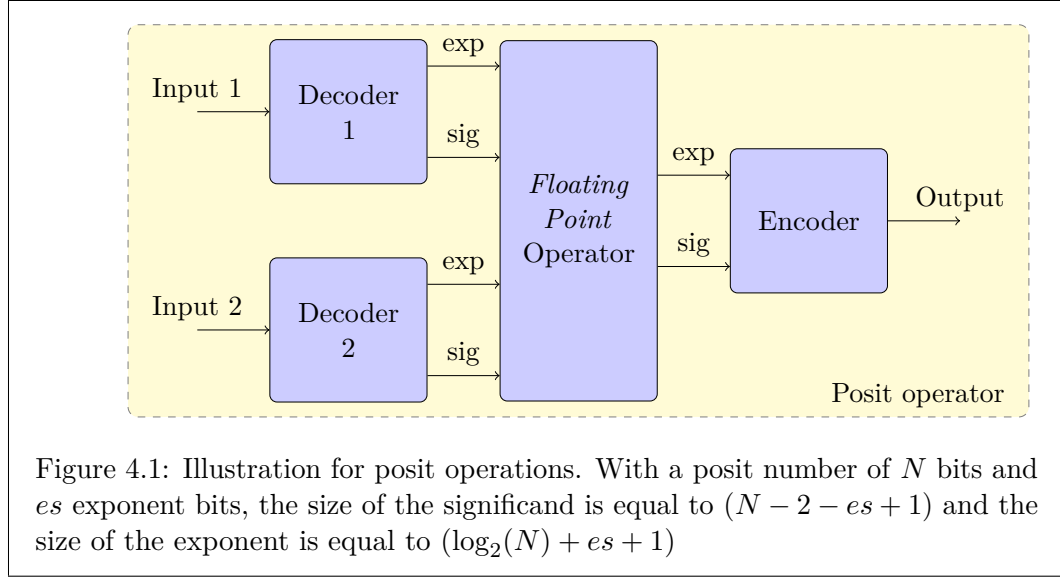 exp
Input 1
Decoder
1
sig
exp
Floating
Point
Operator
exp
sig
Encoder
Output
Input 2
Decoder
2
sig
Posit operator
Figure 4.1: Illustration for posit operations. With a posit number of N bits and
es exponent bits, the size of the significand is equal to (N − 2 − es + 1) and the
size of the exponent is equal to (log₂(N) + es + 1)